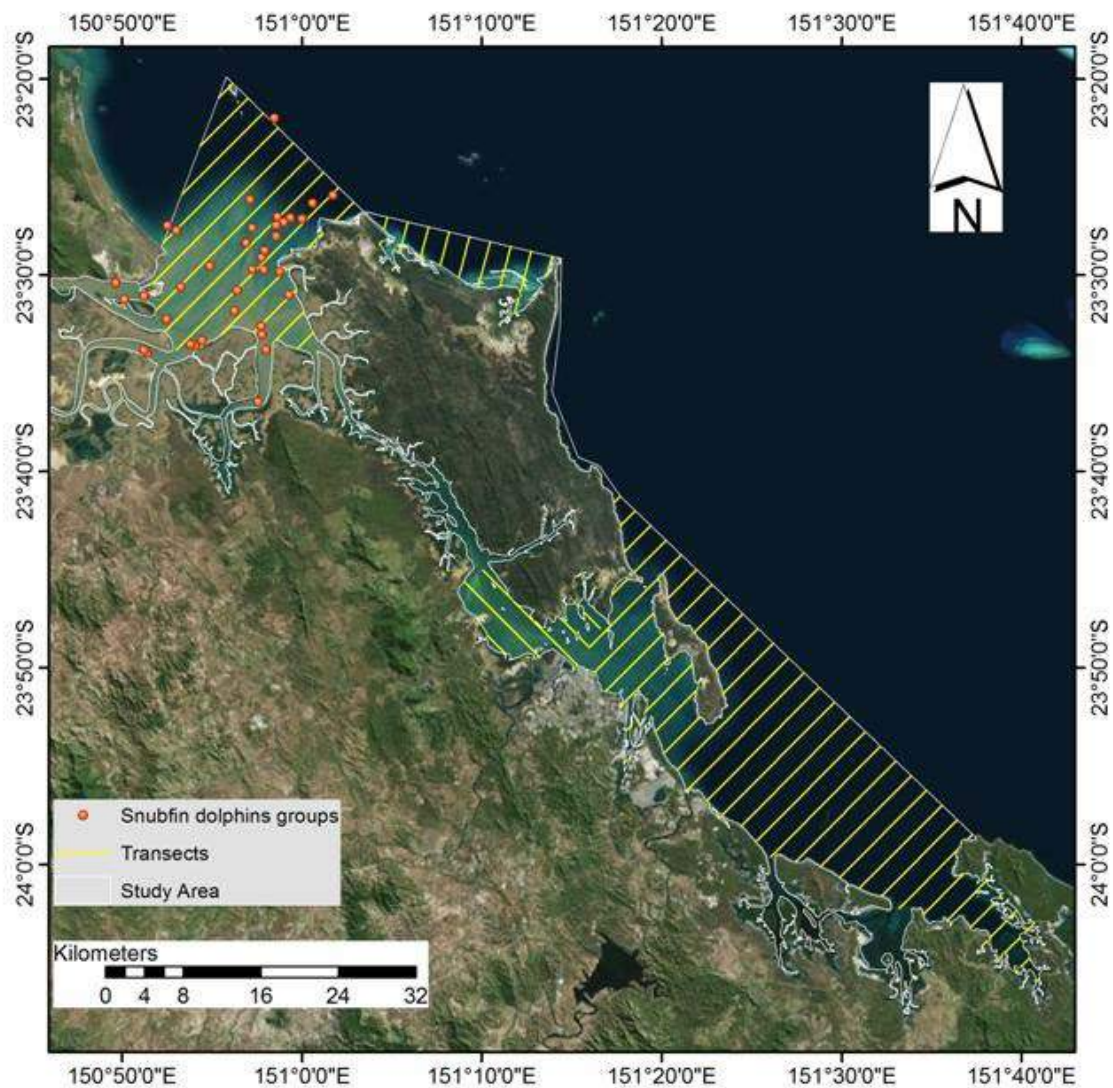 150°50'0"E 151°0'0"E 151°10'0"E 151°20'0"E 151°30'0"E 151°40'0"E
23°20'0"S 23°20'0"S
N
23°30'0"S 23°30'0"S
23°40'0"S 23°40'0"S
23°50'0"S 23°50'0"S
Snubfin dolphins groups
Transects
24°0'0"S 24°0'0"S
Study Area
Kilometers
0 4 8 16 24 32
150°50'0"E 151°0'0"E 151°10'0"E 151°20'0"E 151°30'0"E 151°40'0"E